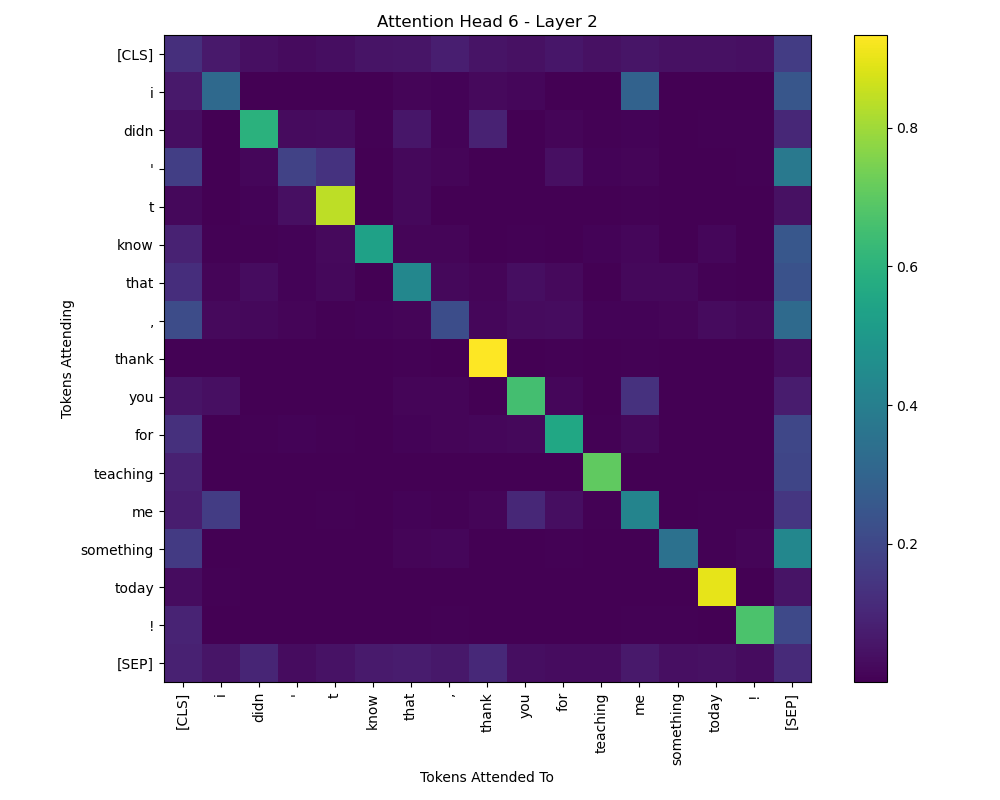 Attention Head 6 - Layer 2
[CLS]
i
didn
'
t
know
that
,
thank
you
for
teaching
me
something
today
!
[SEP]
Tokens Attending
[CLS]
i
didn
'
t
know
that
,
thank
you
for
teaching
me
something
today
!
[SEP]
Tokens Attended To
0.8
0.6
0.4
0.2